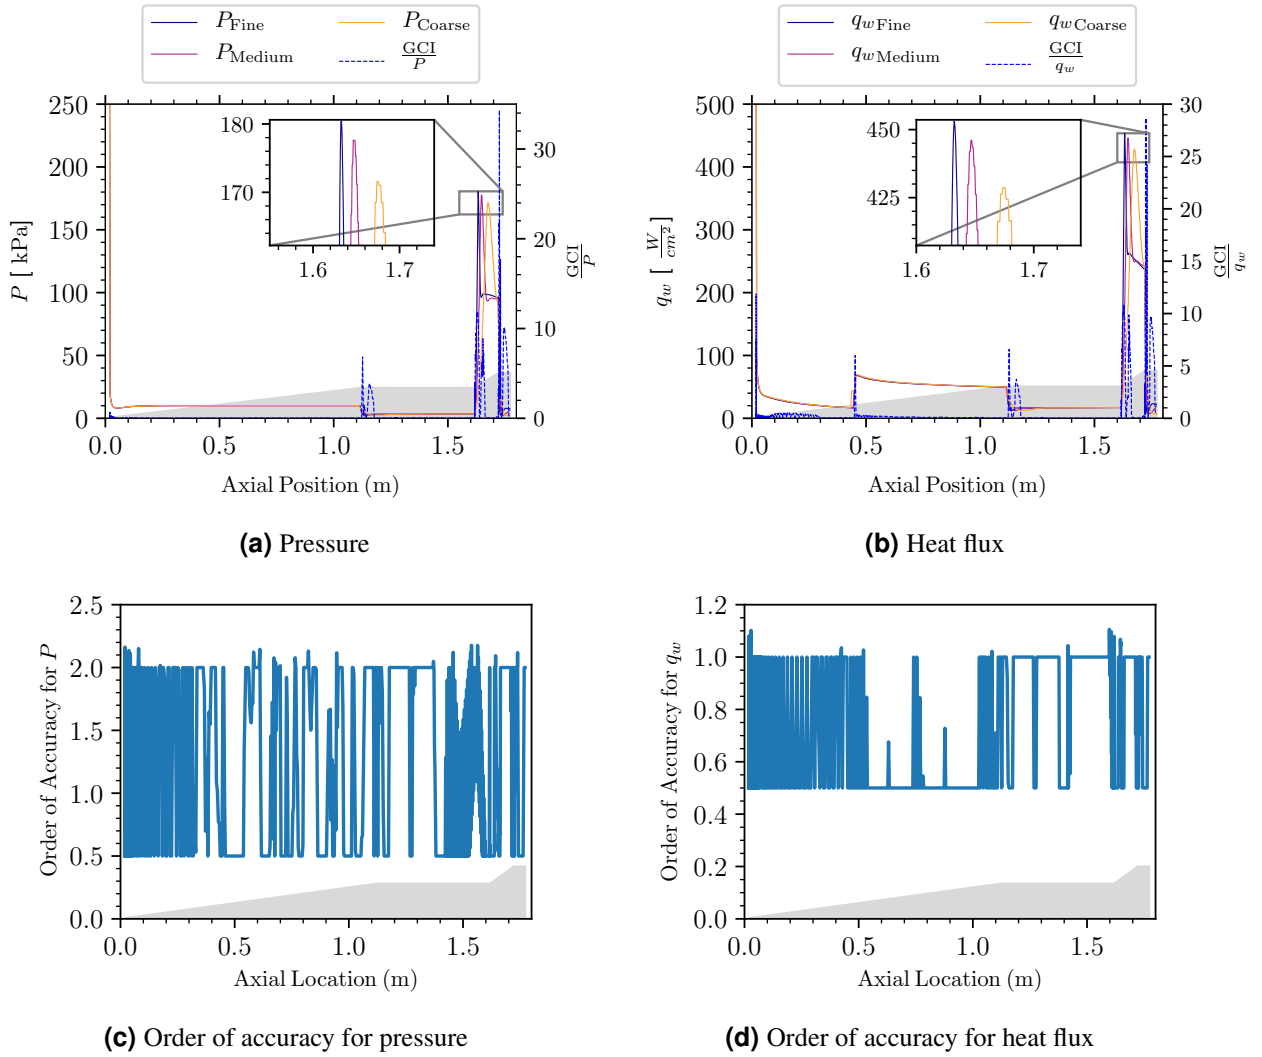 P_Fine P_Coarse
P_Medium GCI/P
250
200
150
100
50
0
P [ kPa]
180
170
1.6 1.7
30
20
10
0
GCI/P
0.0 0.5 1.0 1.5
Axial Position (m)
(a) Pressure
q_w Fine q_w Coarse
q_w Medium GCI/q_w
500
400
300
200
100
0
q_w [ W/cm^2 ]
450
425
1.6 1.7
30
25
20
15
10
5
0
GCI/q_w
0.0 0.5 1.0 1.5
Axial Position (m)
(b) Heat flux
2.5
2.0
1.5
1.0
0.5
0.0
Order of Accuracy for P
0.0 0.5 1.0 1.5
Axial Location (m)
(c) Order of accuracy for pressure
1.2
1.0
0.8
0.6
0.4
0.2
0.0
Order of Accuracy for q_w
0.0 0.5 1.0 1.5
Axial Location (m)
(d) Order of accuracy for heat flux